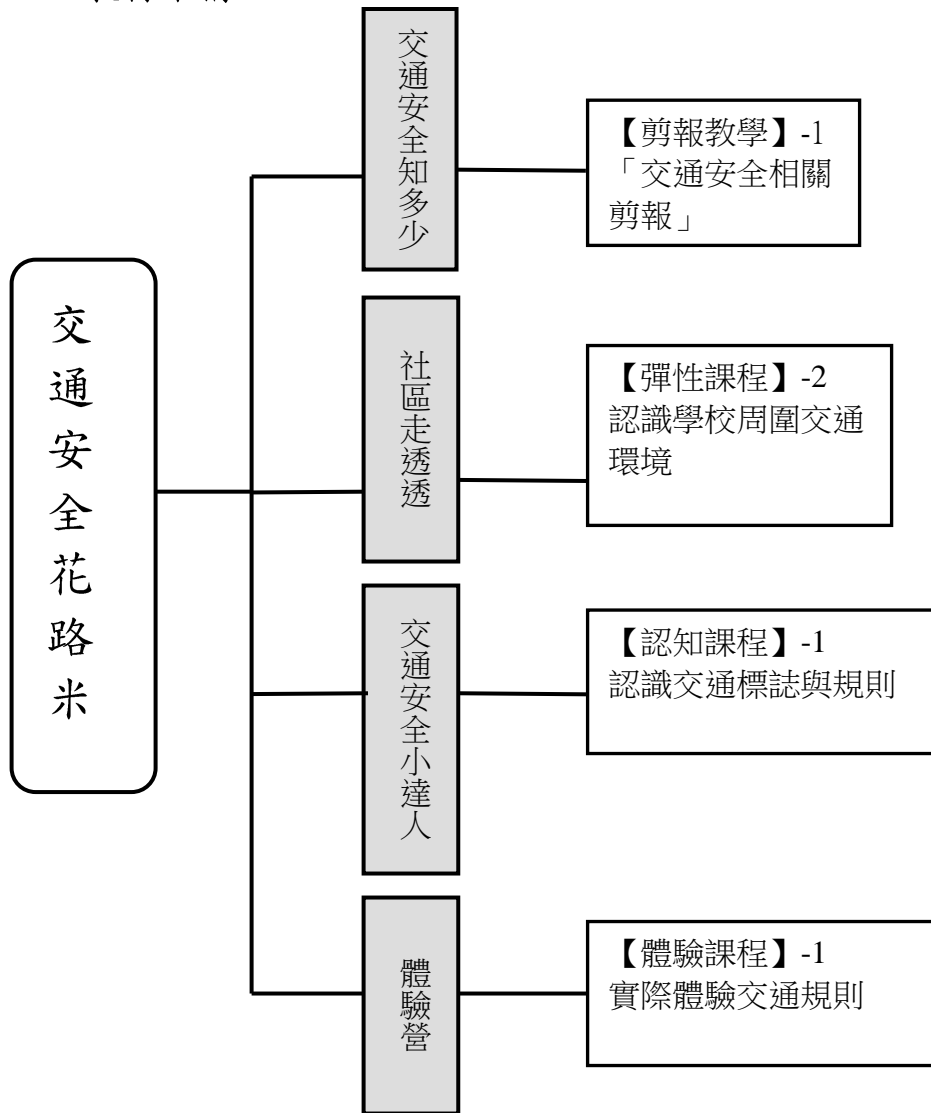 交通安全花路米
交通安全知多少
【剪報教學】-1
「交通安全相關
剪報」
社區走透透
【彈性課程】-2
認識學校周圍交通
環境
交通安全小達人
【認知課程】-1
認識交通標誌與規則
體驗營
【體驗課程】-1
實際體驗交通規則